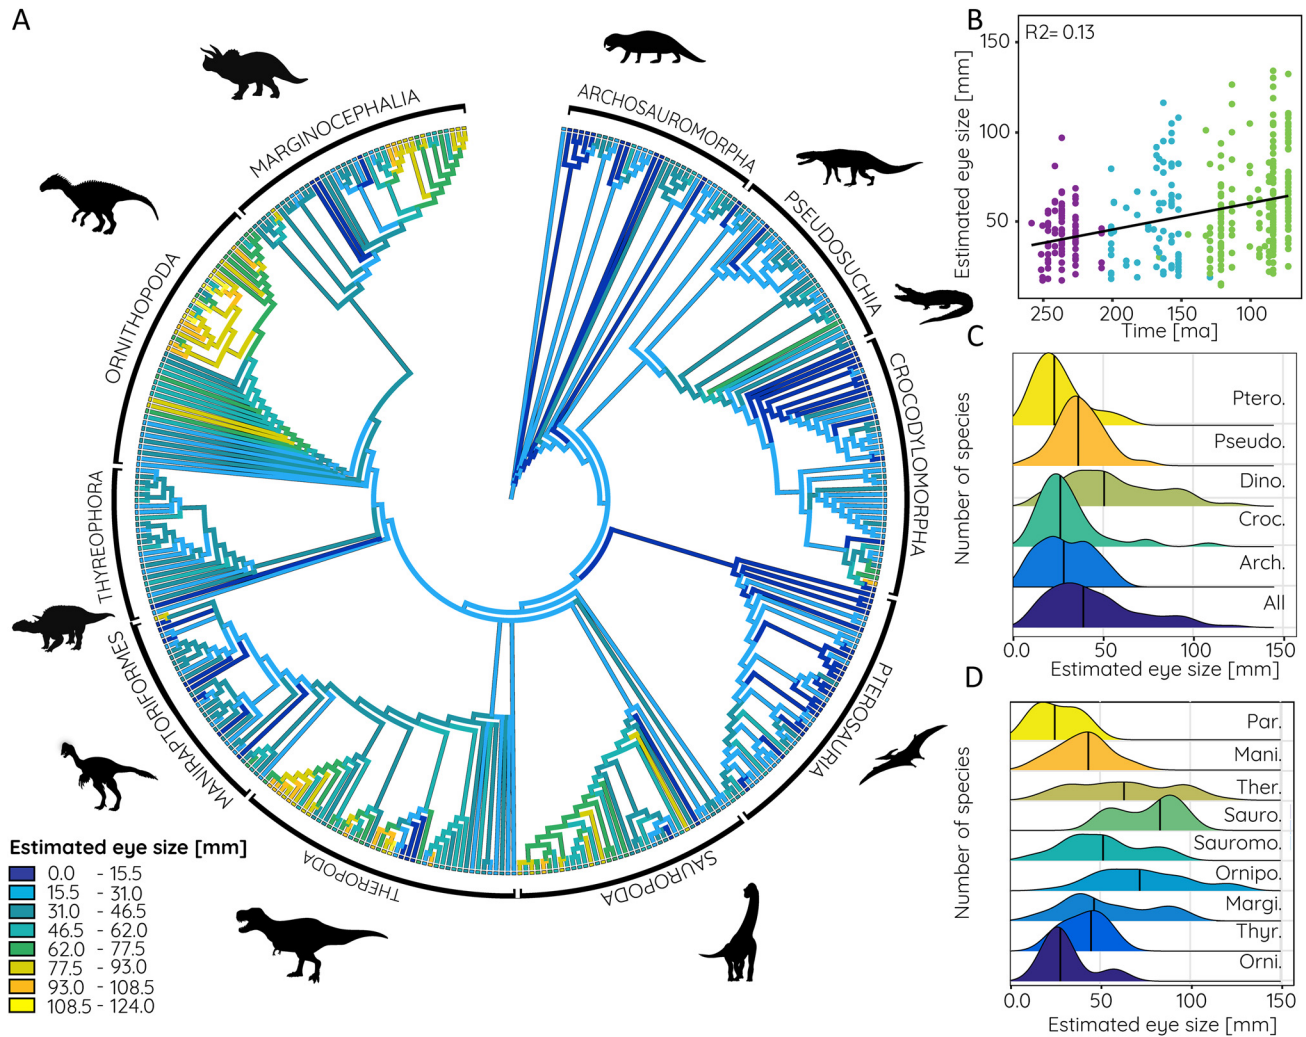 A
MARGINOCEPHALIA
ARCHOSAUROMORPHA
PSEUDOSUCHIA
CROCODYLOMORPHA
PTEROSAURIA
SAUROPODA
THEROPODA
MANIRAPTORIFORMES
THYREOPHORA
ORNITHOPODA
Estimated eye size [mm]
0.0 - 15.5
15.5 - 31.0
31.0 - 46.5
46.5 - 62.0
62.0 - 77.5
77.5 - 93.0
93.0 - 108.5
108.5 - 124.0
B
R2= 0.13
Estimated eye size [mm]
150
100
50
250
200
150
100
Time [ma]
C
Number of species
Ptero.
Pseudo.
Dino.
Croc.
Arch.
All
0.0
50
100
150
Estimated eye size [mm]
D
Number of species
Par.
Mani.
Ther.
Sauro.
Sauromo.
Ornipo.
Margi.
Thyr.
Orni.
0.0
50
100
150
Estimated eye size [mm]